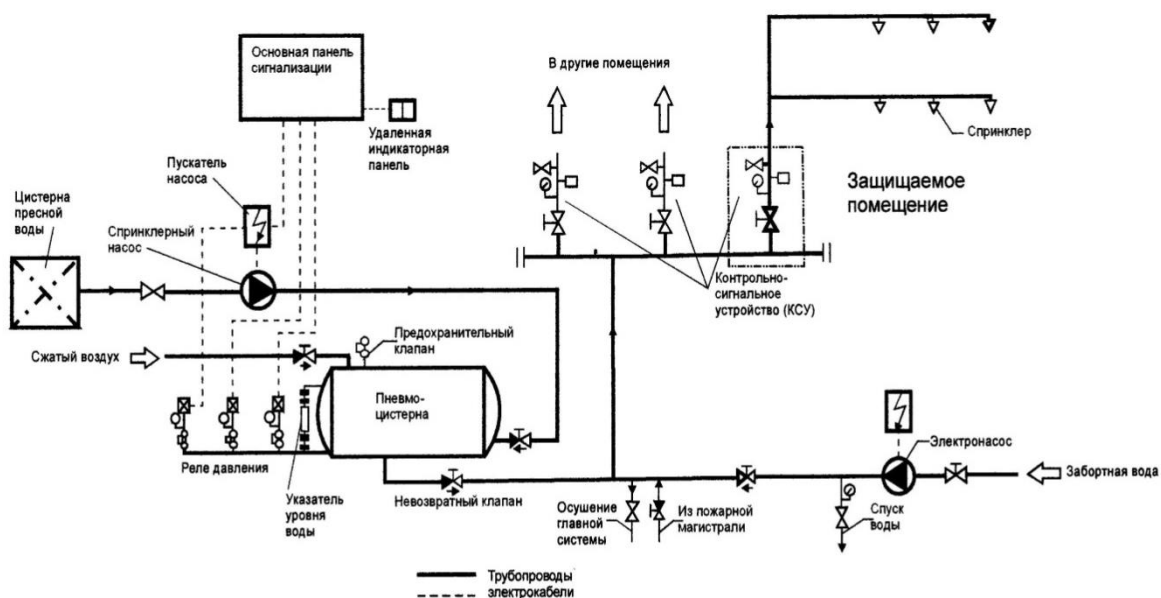 Основная панель
сигнализации
В другие помещения
Удаленная
индикаторная
панель
Спринклер
Пускатель
насоса
Цистерна
пресной
воды
Спринклерный
насос
Защищаемое
помещение
Контрольно-
сигнальное
устройство (КСУ)
Предохранительный
клапан
Сжатый воздух
Пневмо-
цистерна
Электронасос
Реле давления
Забортная вода
Указатель
уровня
воды
Невозвратный клапан
Осушение
главной
системы
Из пожарной
магистрали
Спуск
воды
Трубопроводы
электрокабели